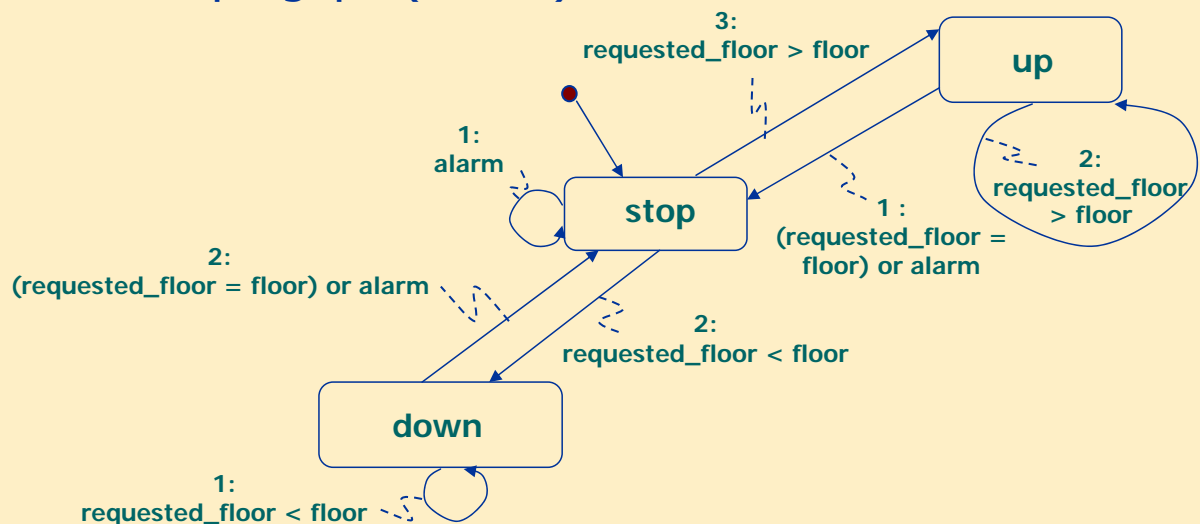 3:
requested_floor > floor
up
1:
alarm
2:
requested_floor
> floor
stop
1 :
(requested_floor =
floor) or alarm
2:
(requested_floor = floor) or alarm
2:
requested_floor < floor
down
1:
requested_floor < floor